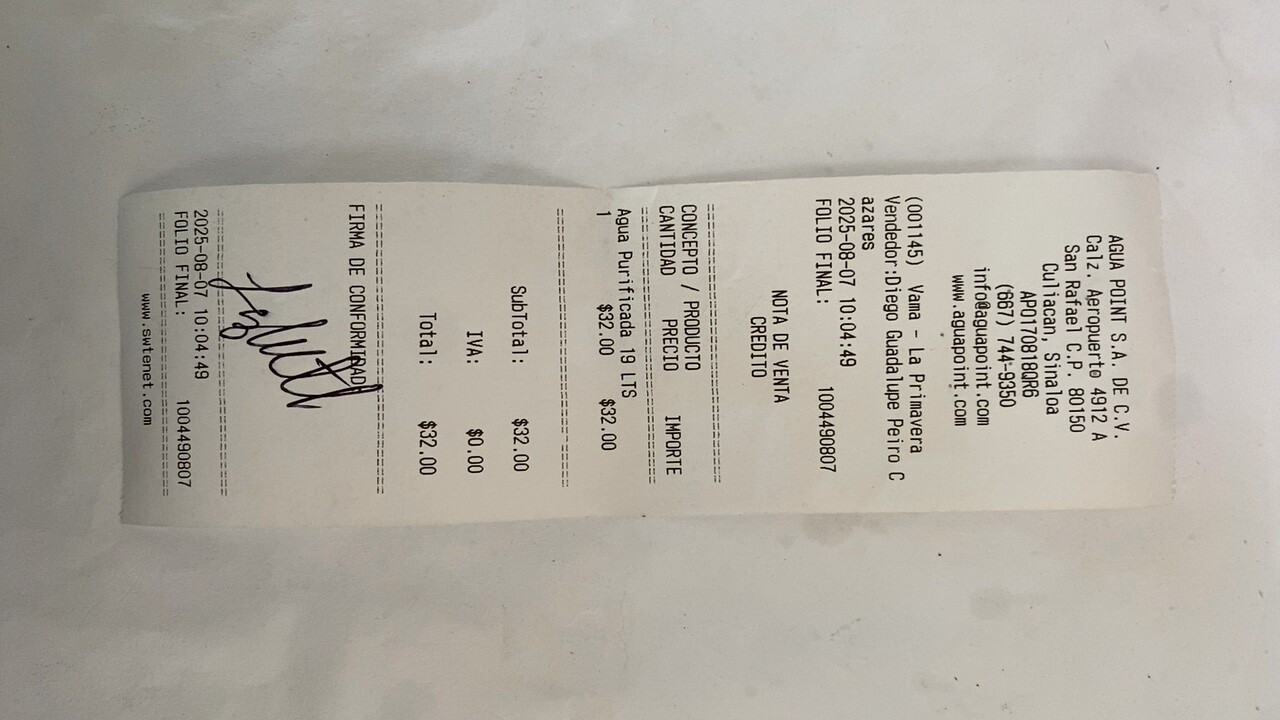 AGUA POINT S.A. DE C.V.
Calz. Aeropuerto 4912 A
San Rafael C.P. 80150
Culiacan, Sinaloa
APO170818QR6
(667) 744-9350
info@aguapoint.com
www.aguapoint.com
(001145) Vama - La Primavera
Vendedor:Diego Guadalupe Peiro C
azares
2025-08-07 10:04:49
FOLIO FINAL: 1004490807
NOTA DE VENTA
CREDITO
================================
CONCEPTO / PRODUCTO
CANTIDAD PRECIO IMPORTE
================================
Agua Purificada 19 LTS
1 $32.00 $32.00
================================
SubTotal: $32.00
IVA: $0.00
Total: $32.00
================================
FIRMA DE CONFORMIDAD
================================
2025-08-07 10:04:49
FOLIO FINAL: 1004490807
================================
www.swtenet.com